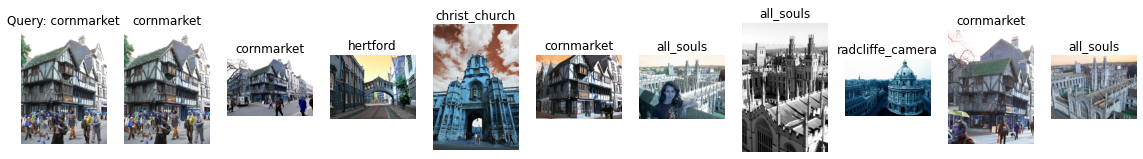 Query: cornmarket
cornmarket
cornmarket
hertford
christ_church
cornmarket
all_souls
all_souls
radcliffe_camera
cornmarket
all_souls